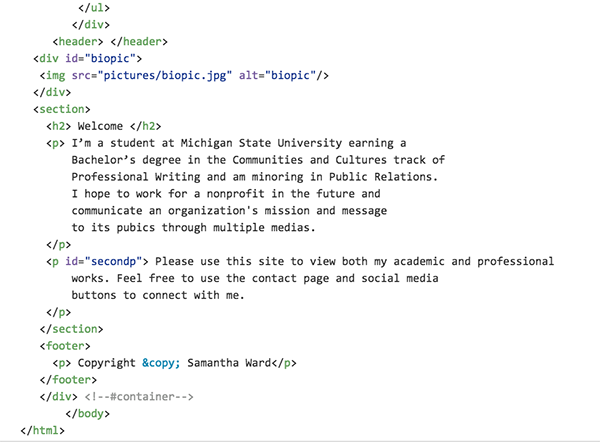 </ul>
</div>
<header> </header>
<div id="biopic">
<img src="pictures/biopic.jpg" alt="biopic"/>
</div>
<section>
<h2> Welcome </h2>
<p> I’m a student at Michigan State University earning a
Bachelor’s degree in the Communities and Cultures track of
Professional Writing and am minoring in Public Relations.
I hope to work for a nonprofit in the future and
communicate an organization's mission and message
to its pubics through multiple medias.
</p>
<p id="secondp"> Please use this site to view both my academic and professional
works. Feel free to use the contact page and social media
buttons to connect with me.
</p>
</section>
<footer>
<p> Copyright &copy; Samantha Ward</p>
</footer>
</div> <!--#container-->
</body>
</html>